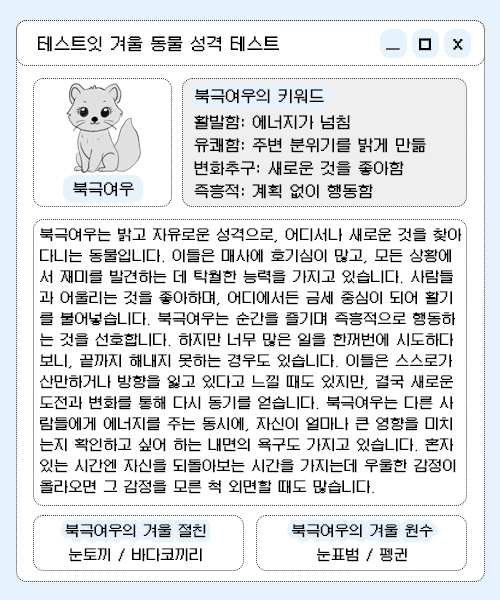 테스트잇 겨울 동물 성격 테스트
북극여우
북극여우의 키워드
활발함: 에너지가 넘침
유쾌함: 주변 분위기를 밝게 만듦
변화추구: 새로운 것을 좋아함
즉흥적: 계획 없이 행동함
북극여우는 밝고 자유로운 성격으로, 어디서나 새로운 것을 찾아
다니는 동물입니다. 이들은 매사에 호기심이 많고, 모든 상황에
서 재미를 발견하는 데 탁월한 능력을 가지고 있습니다. 사람들
과 어울리는 것을 좋아하며, 어디에서든 금세 중심이 되어 활기
를 불어넣습니다. 북극여우는 순간을 즐기며 즉흥적으로 행동하
는 것을 선호합니다. 하지만 너무 많은 일을 한꺼번에 시도하다
보니, 끝까지 해내지 못하는 경우도 있습니다. 이들은 스스로가
산만하거나 방향을 잃고 있다고 느낄 때도 있지만, 결국 새로운
도전과 변화를 통해 다시 동기를 얻습니다. 북극여우는 다른 사
람들에게 에너지를 주는 동시에, 자신이 얼마나 큰 영향을 미치
는지 확인하고 싶어 하는 내면의 욕구도 가지고 있습니다. 혼자
있는 시간엔 자신을 되돌아보는 시간을 가지는데 우울한 감정이
올라오면 그 감정을 모른 척 외면할 때도 많습니다.
북극여우의 겨울 절친
눈토끼 / 바다코끼리
북극여우의 겨울 원수
눈표범 / 펭귄